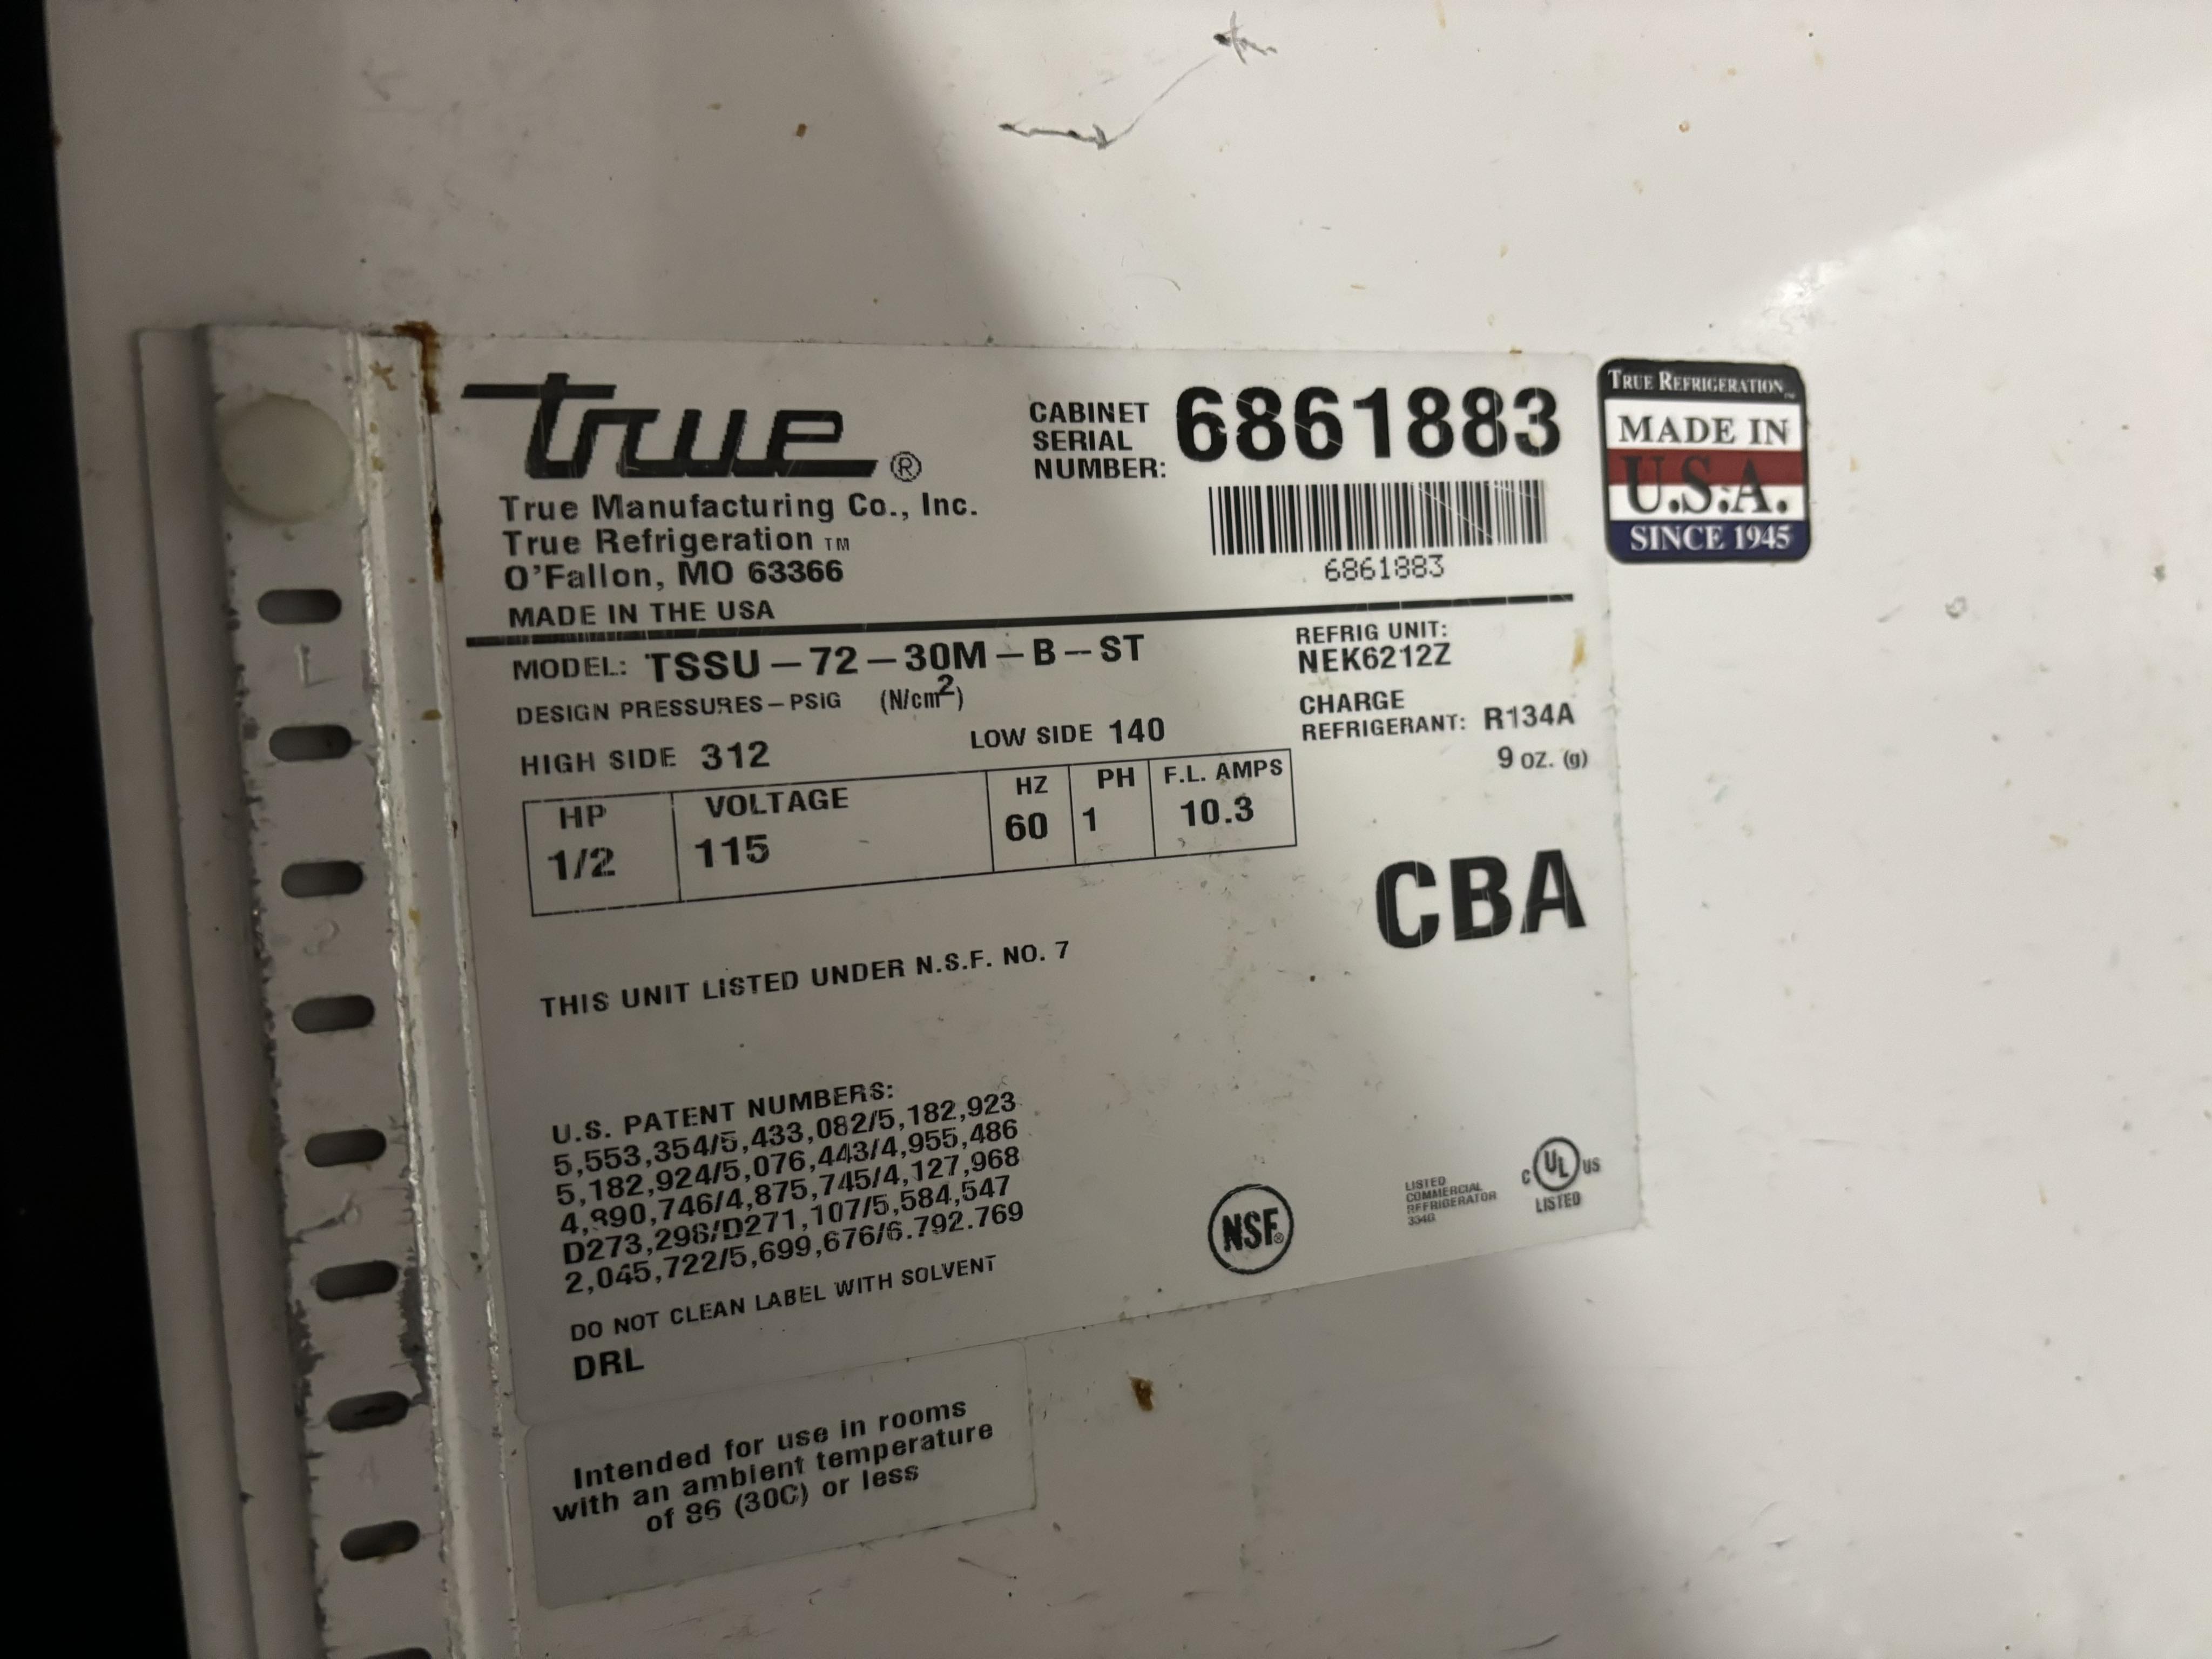 true®
True Manufacturing Co., Inc.
True Refrigeration TM
O'Fallon, MO 63366
MADE IN THE USA
CABINET
SERIAL
NUMBER: 6861883
6861883
TRUE REFRIGERATION
MADE IN
U.S.A.
SINCE 1945
MODEL: TSSU-72-30M-B-ST
REFRIG UNIT:
NEK6212Z
DESIGN PRESSURES-PSIG (N/cm2)
HIGH SIDE 312 LOW SIDE 140
CHARGE
REFRIGERANT: R134A
9 oz. (g)
HP VOLTAGE HZ PH F.L. AMPS
1/2 115 60 1 10.3
CBA
THIS UNIT LISTED UNDER N.S.F. NO. 7
U.S. PATENT NUMBERS:
5,553,354/5,433,082/5,182,923
5,182,924/5,076,443/4,955,486
4,890,746/4,875,745/4,127,968
D273,298/D271,107/5,584,547
2,045,722/5,699,676/6.792.769
DO NOT CLEAN LABEL WITH SOLVENT
DRL
NSF®
LISTED
COMMERCIAL
REFRIGERATOR
C UL US
LISTED
Intended for use in rooms
with an ambient temperature
of 86 (30C) or less
1
2
4